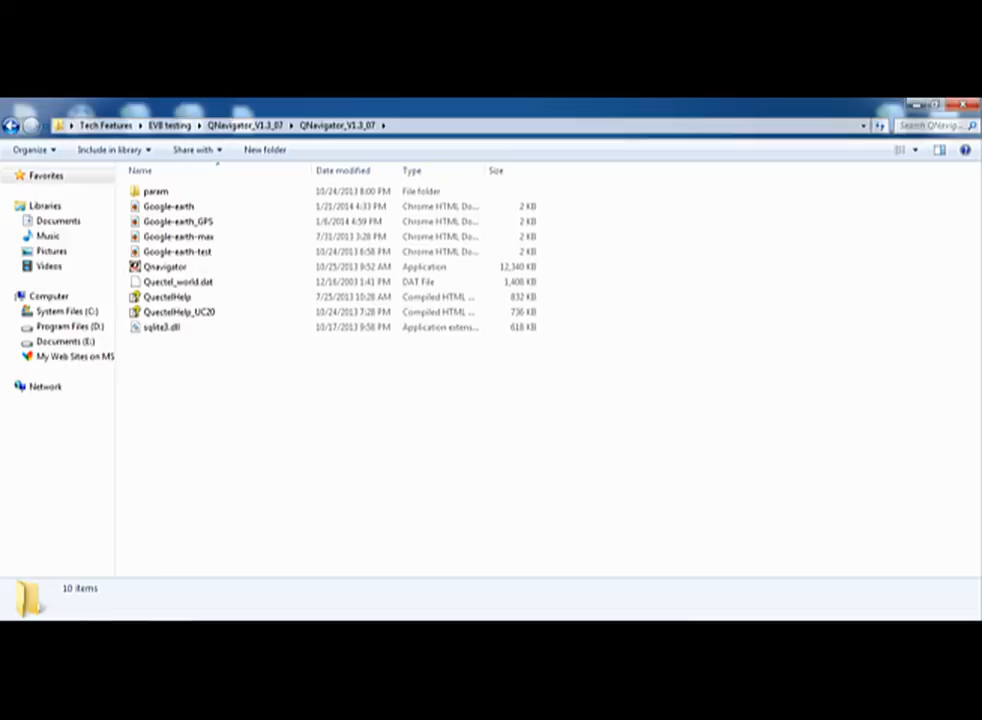 Tech Features EVB testing QNavigator_V1.3_07 QNavigator_V1.3_07
Search QNavig...
Organize Include in library Share with New folder
Name Date modified Type Size
Favorites
Libraries
Documents
Music
Pictures
Videos
Computer
System Files (C:)
Program Files (D:)
Documents (E:)
My Web Sites on MS
Network
param 10/24/2013 8:00 PM File folder
Google-earth 1/21/2014 4:33 PM Chrome HTML Do... 2 KB
Google-earth_GPS 1/6/2014 4:59 PM Chrome HTML Do... 2 KB
Google-earth-max 7/31/2013 3:28 PM Chrome HTML Do... 2 KB
Google-earth-test 10/24/2013 6:58 PM Chrome HTML Do... 2 KB
Qnavigator 10/25/2013 9:52 AM Application 12,340 KB
Quectel_world.dat 12/16/2003 1:41 PM DAT File 1,408 KB
QuectelHelp 7/25/2013 10:28 AM Compiled HTML ... 832 KB
QuectelHelp_UC20 10/24/2013 7:28 PM Compiled HTML ... 736 KB
sqlite3.dll 10/17/2013 9:58 PM Application extens... 618 KB
10 items